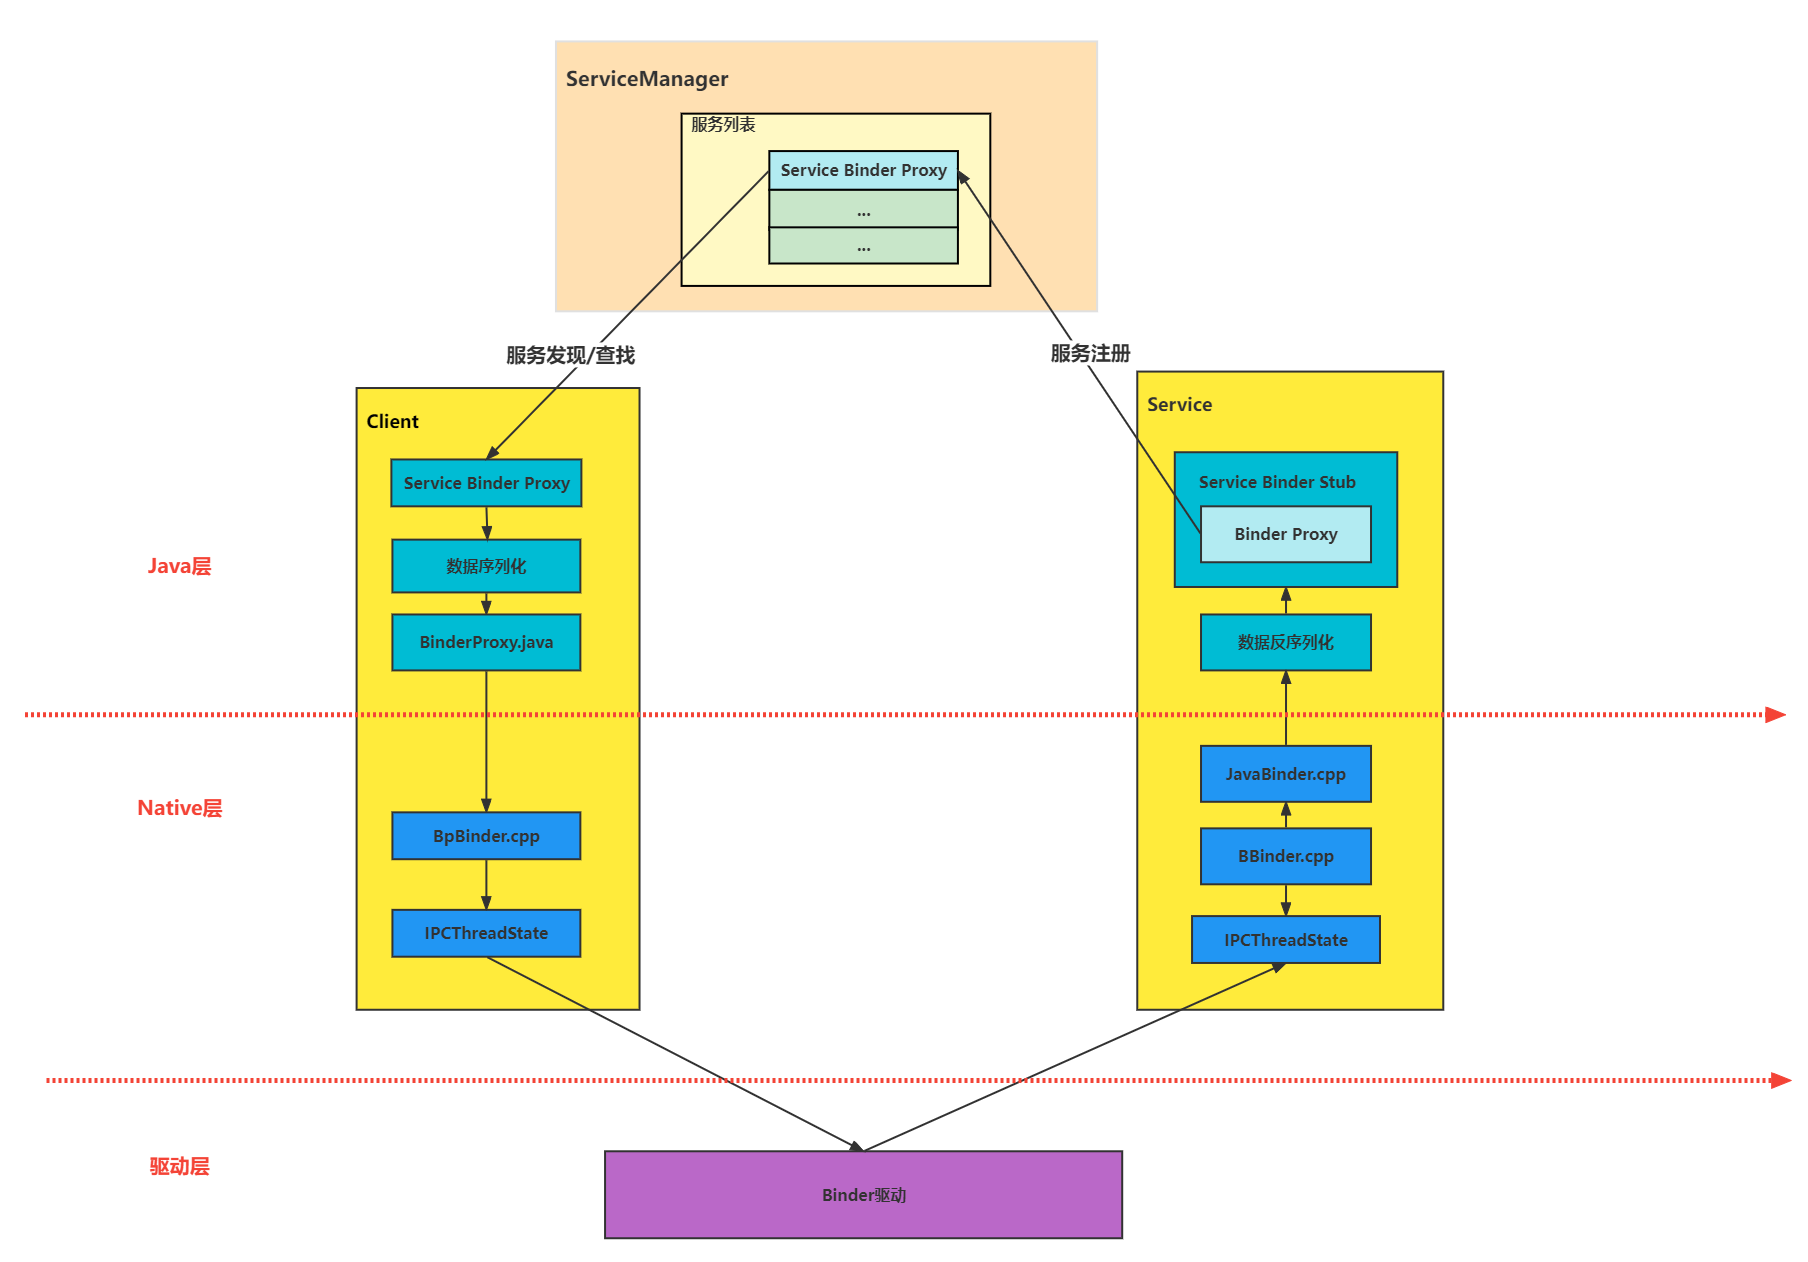 ServiceManager
服务列表
Service Binder Proxy
...
...
服务发现/查找
服务注册
Client
Service Binder Proxy
数据序列化
BinderProxy.java
BpBinder.cpp
IPCThreadState
Service
Service Binder Stub
Binder Proxy
数据反序列化
JavaBinder.cpp
BBinder.cpp
IPCThreadState
Java层
Native层
驱动层
Binder驱动